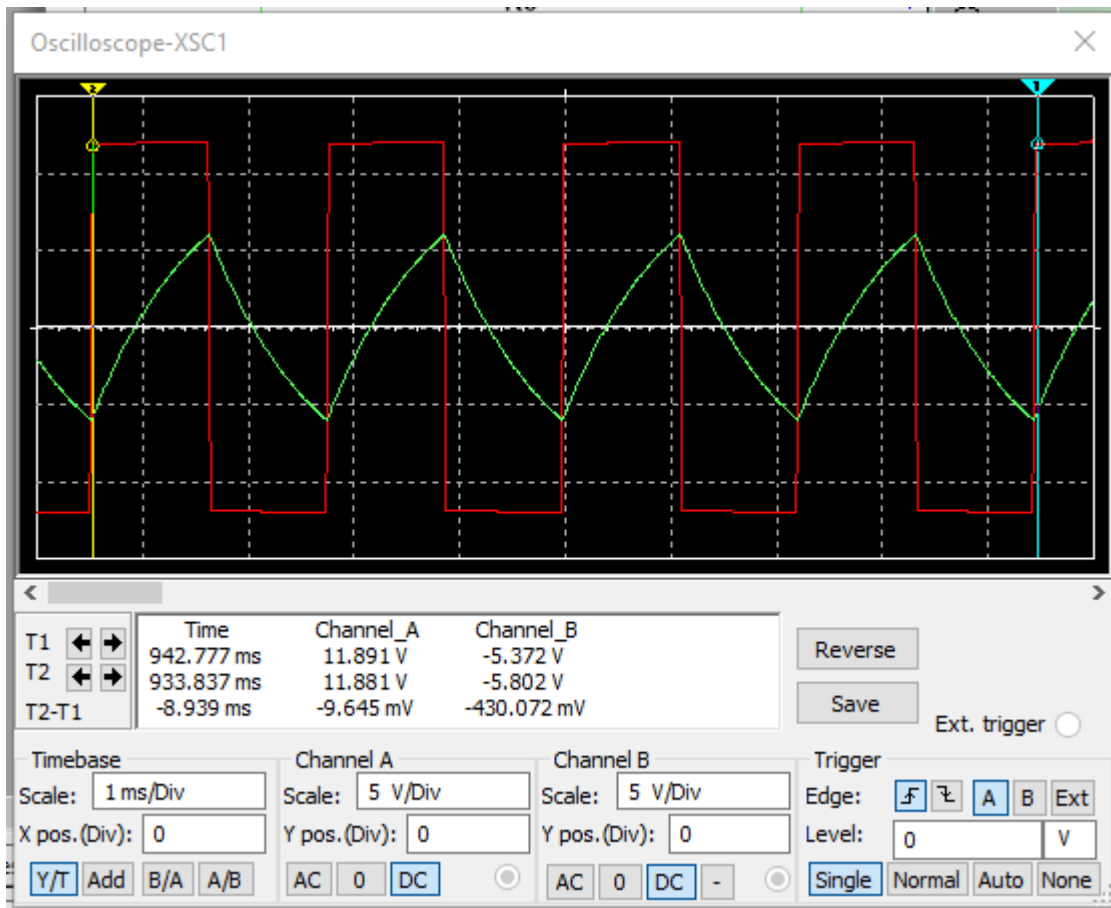 Oscilloscope-XSC1
2 1
Time Channel_A Channel_B
T1 942.777 ms 11.891 V -5.372 V
T2 933.837 ms 11.881 V -5.802 V
T2-T1 -8.939 ms -9.645 mV -430.072 mV
Reverse
Save
Ext. trigger
Timebase Channel A Channel B Trigger
Scale: 1 ms/Div Scale: 5 V/Div Scale: 5 V/Div Edge: A B Ext
X pos.(Div): 0 Y pos.(Div): 0 Y pos.(Div): 0 Level: 0 V
Y/T Add B/A A/B AC 0 DC AC 0 DC - Single Normal Auto None